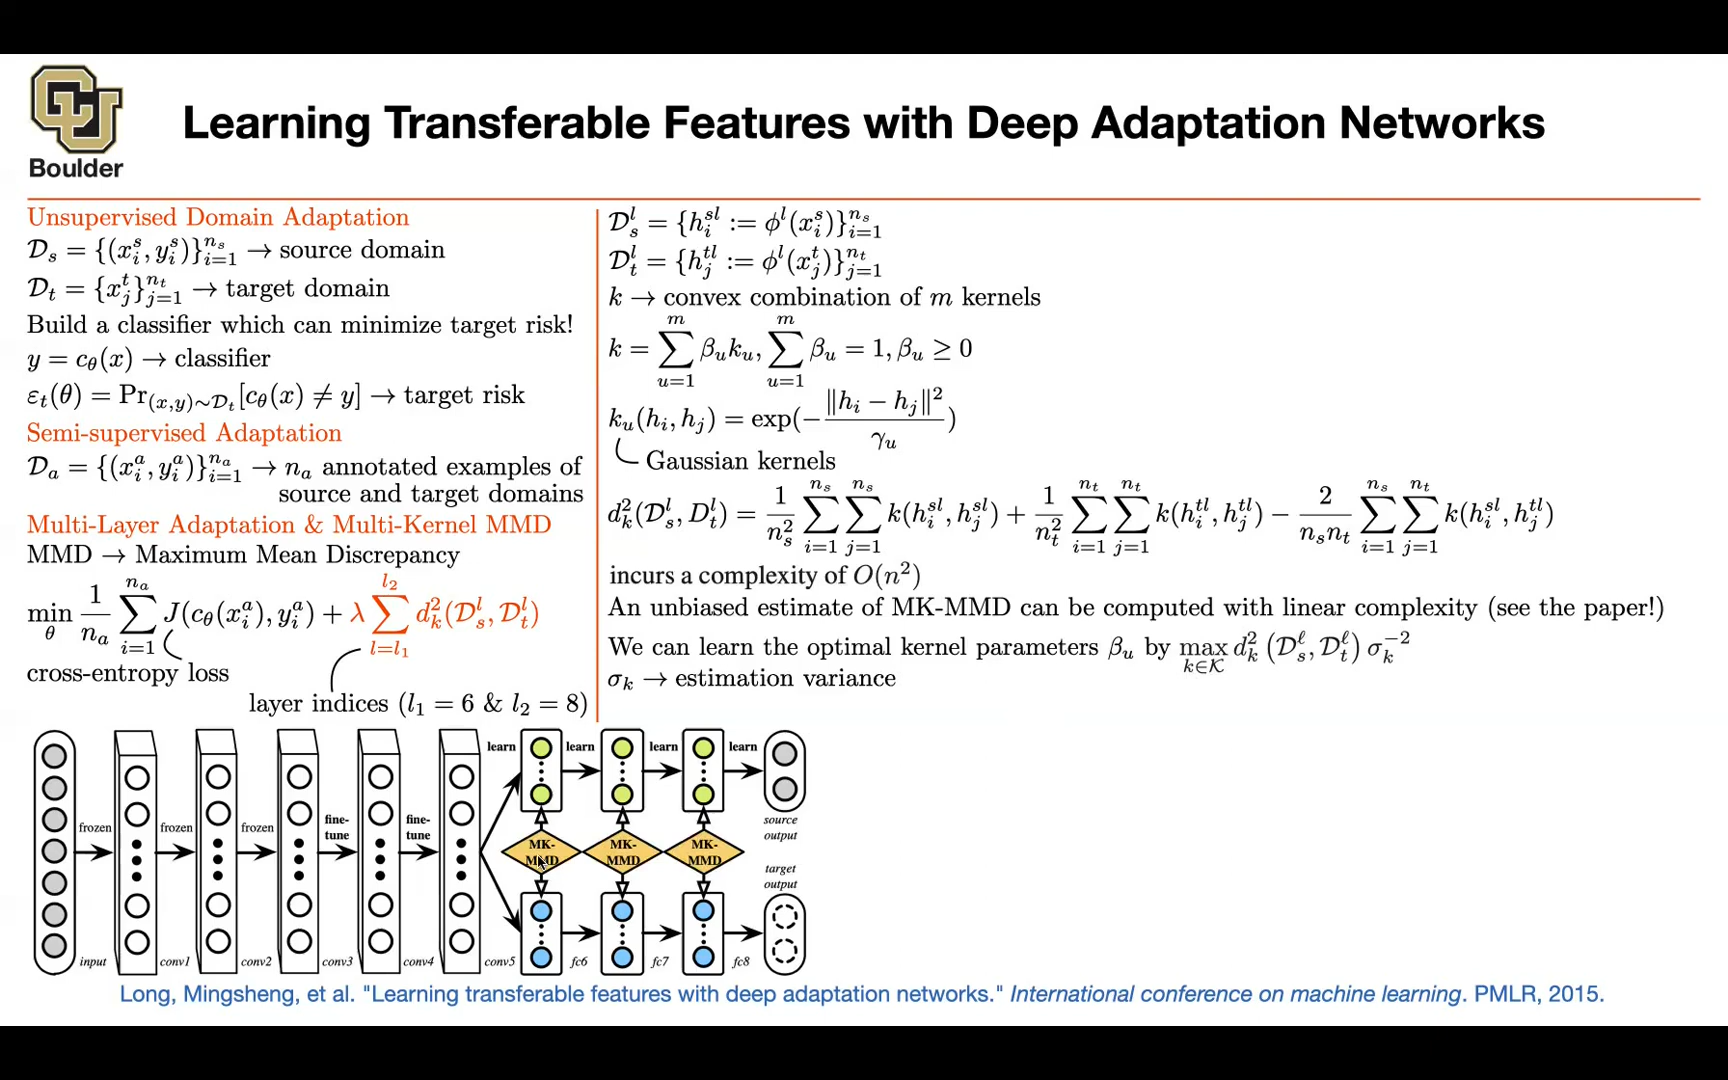 CU
Boulder
Learning Transferable Features with Deep Adaptation Networks
Unsupervised Domain Adaptation
𝒟_s = {(x_i^s, y_i^s)}_{i=1}^{n_s} → source domain
𝒟_t = {x_j^t}_{j=1}^{n_t} → target domain
Build a classifier which can minimize target risk!
y = c_θ(x) → classifier
ε_t(θ) = Pr_{(x,y)∼𝒟_t}[c_θ(x) ≠ y] → target risk
Semi-supervised Adaptation
𝒟_a = {(x_i^a, y_i^a)}_{i=1}^{n_a} → n_a annotated examples of
source and target domains
Multi-Layer Adaptation & Multi-Kernel MMD
MMD → Maximum Mean Discrepancy
min_θ 1/n_a ∑_{i=1}^{n_a} J(c_θ(x_i^a), y_i^a) + λ ∑_{l=l_1}^{l_2} d_k^2(𝒟_s^l, 𝒟_t^l)
cross-entropy loss
layer indices (l_1 = 6 & l_2 = 8)
𝒟_s^l = {h_i^{sl} := ϕ^l(x_i^s)}_{i=1}^{n_s}
𝒟_t^l = {h_j^{tl} := ϕ^l(x_j^t)}_{j=1}^{n_t}
k → convex combination of m kernels
k = ∑_{u=1}^{m} β_u k_u, ∑_{u=1}^{m} β_u = 1, β_u ≥ 0
k_u(h_i, h_j) = exp(−‖h_i − h_j‖^2 / γ_u)
Gaussian kernels
d_k^2(𝒟_s^l, D_t^l) = 1/n_s^2 ∑_{i=1}^{n_s} ∑_{j=1}^{n_s} k(h_i^{sl}, h_j^{sl}) + 1/n_t^2 ∑_{i=1}^{n_t} ∑_{j=1}^{n_t} k(h_i^{tl}, h_j^{tl}) − 2/(n_s n_t) ∑_{i=1}^{n_s} ∑_{j=1}^{n_t} k(h_i^{sl}, h_j^{tl})
incurs a complexity of O(n^2)
An unbiased estimate of MK-MMD can be computed with linear complexity (see the paper!)
We can learn the optimal kernel parameters β_u by max_{k∈𝒦} d_k^2 (𝒟_s^ℓ, 𝒟_t^ℓ) σ_k^{−2}
σ_k → estimation variance
learn learn learn learn
frozen frozen frozen
fine-
tune
fine-
tune
MK-
MMD
MK-
MMD
MK-
MMD
source
output
target
output
input conv1 conv2 conv3 conv4 conv5 fc6 fc7 fc8
Long, Mingsheng, et al. "Learning transferable features with deep adaptation networks." International conference on machine learning. PMLR, 2015.